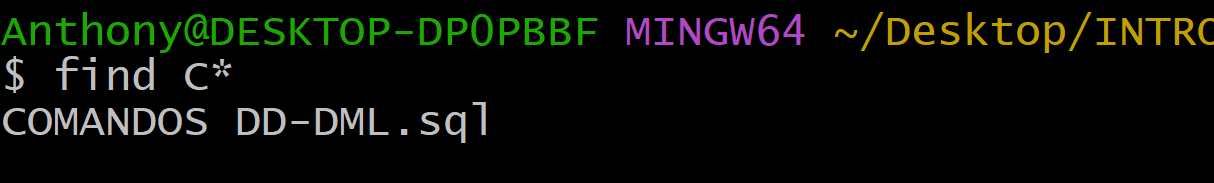 Anthony@DESKTOP-DP0PBBF MINGW64 ~/Desktop/INTRO
$ find C*
COMANDOS DD-DML.sql